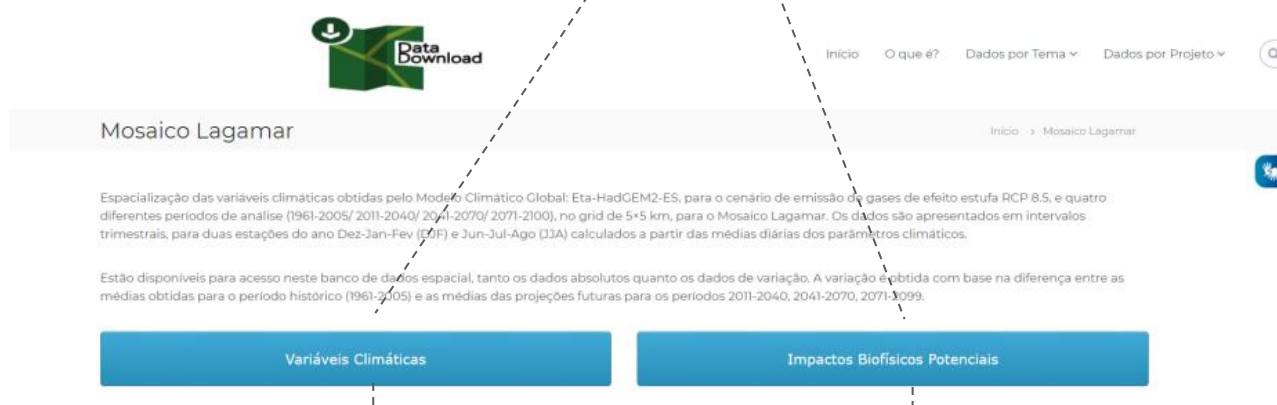 Data
Download
Início O que é? Dados por Tema Dados por Projeto
Mosaico Lagamar
Início > Mosaico Lagamar
Espacialização das variáveis climáticas obtidas pelo Modelo Climático Global: Eta-HadGEM2-ES, para o cenário de emissão de gases de efeito estufa RCP 8.5, e quatro
diferentes períodos de análise (1961-2005/ 2011-2040/ 2041-2070/ 2071-2100), no grid de 5×5 km, para o Mosaico Lagamar. Os dados são apresentados em intervalos
trimestrais, para duas estações do ano Dez-Jan-Fev (DJF) e Jun-Jul-Ago (JJA) calculados a partir das médias diárias dos parâmetros climáticos.
Estão disponíveis para acesso neste banco de dados espacial, tanto os dados absolutos quanto os dados de variação. A variação é obtida com base na diferença entre as
médias obtidas para o período histórico (1961-2005) e as médias das projeções futuras para os períodos 2011-2040, 2041-2070, 2071-2099.
Variáveis Climáticas
Impactos Biofísicos Potenciais